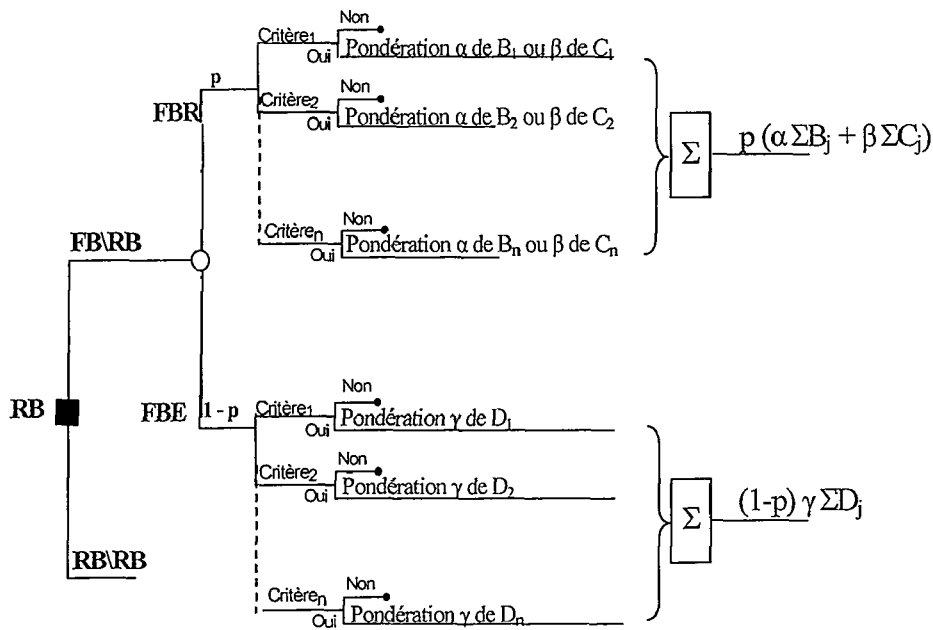 Non
Critère1
Oui
Pondération α de B1 ou β de C1
p
Non
Critère2
FBR
Oui
Pondération α de B2 ou β de C2
Σ
p (α ΣBj + β ΣCj)
Non
Critèren
Oui
Pondération α de Bn ou β de Cn
FB\RB
RB
Non
FBE
1 - p
Critère1
Oui
Pondération γ de D1
Non
Critère2
Oui
Pondération γ de D2
Σ
(1-p) γ ΣDj
RB\RB
Non
Critèren
Oui
Pondération γ de Dn